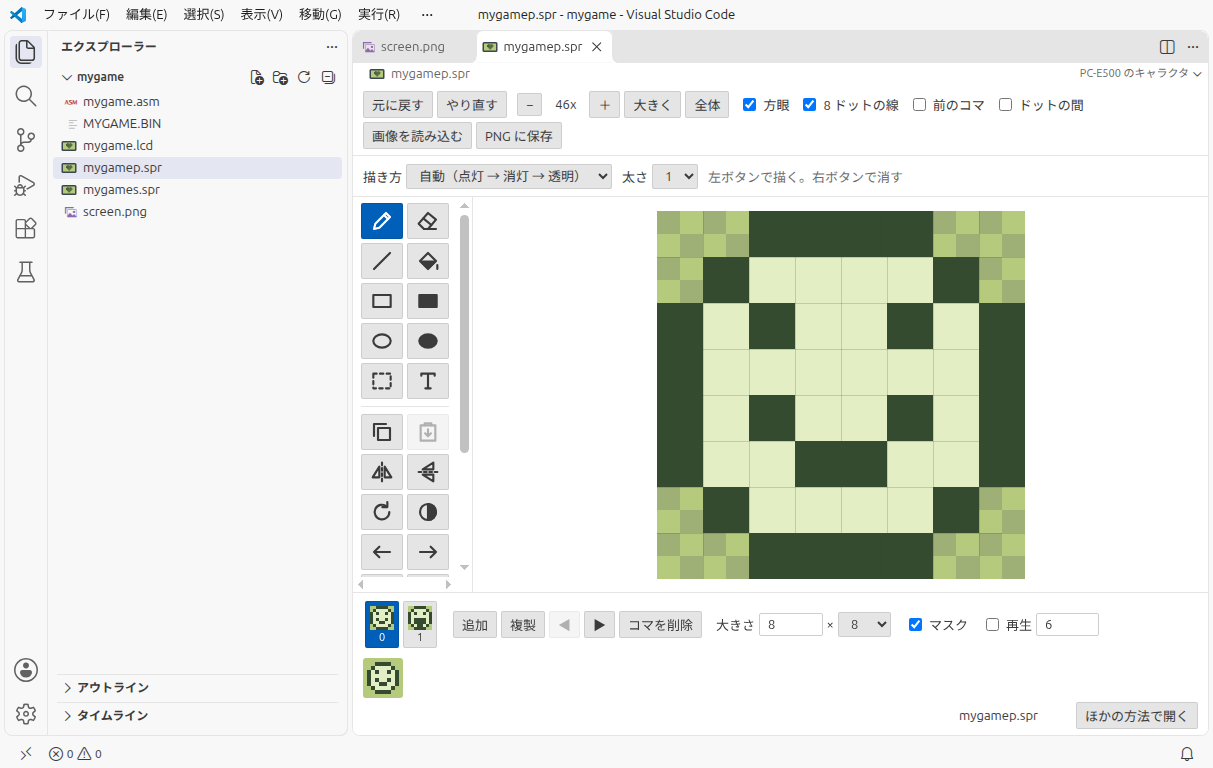 ファイル(F) 編集(E) 選択(S) 表示(V) 移動(G) 実行(R) … mygamep.spr - mygame - Visual Studio Code
エクスプローラー …
mygame
ASM mygame.asm
MYGAME.BIN
mygame.lcd
mygamep.spr
mygames.spr
screen.png
アウトライン
タイムライン
screen.png mygamep.spr …
mygamep.spr PC-E500 のキャラクタ
元に戻す やり直す − 46x ＋ 大きく 全体 方眼 8 ドットの線 前のコマ ドットの間
画像を読み込む PNG に保存
描き方 自動（点灯 → 消灯 → 透明） 太さ 1 左ボタンで描く。右ボタンで消す
T
0 1 追加 複製 ◀ ▶ コマを削除 大きさ 8 × 8 マスク 再生 6
mygamep.spr ほかの方法で開く
0 0